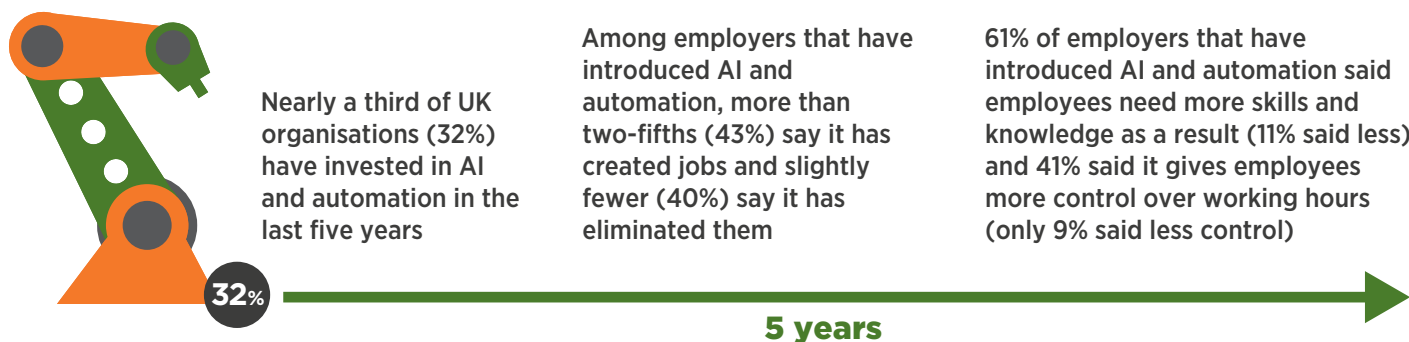 Nearly a third of UK
organisations (32%)
have invested in AI
and automation in the
last five years
Among employers that have
introduced AI and
automation, more than
two-fifths (43%) say it has
created jobs and slightly
fewer (40%) say it has
eliminated them
61% of employers that have
introduced AI and automation said
employees need more skills and
knowledge as a result (11% said less)
and 41% said it gives employees
more control over working hours
(only 9% said less control)
32%
5 years